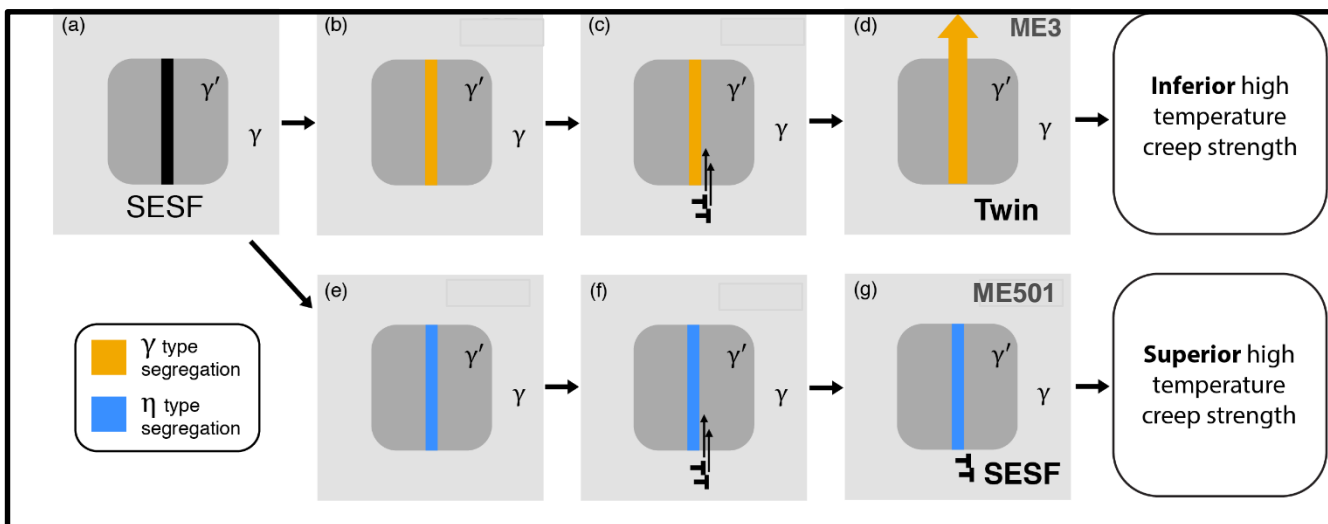 (a)
γ′
γ
SESF
(b)
γ′
γ
(c)
γ′
γ
(d)
ME3
γ′
γ
Twin
Inferior high
temperature
creep strength
γ type
segregation
η type
segregation
(e)
γ′
γ
(f)
γ′
γ
(g)
ME501
γ′
γ
SESF
Superior high
temperature
creep strength